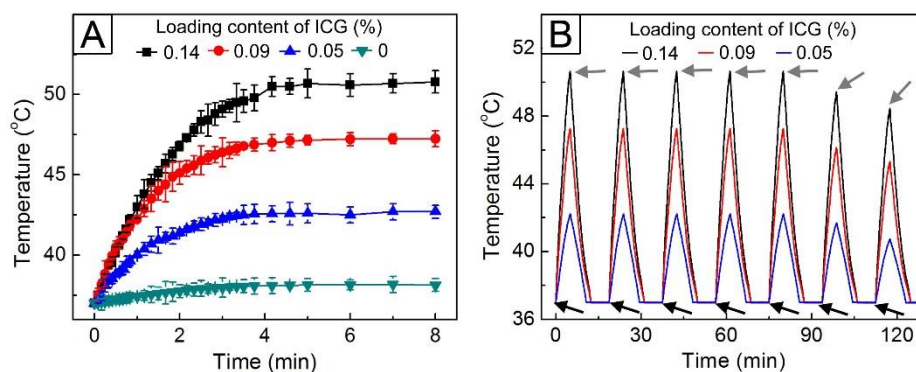 A
Loading content of ICG (%)
0.14 0.09 0.05 0
Temperature (°C)
50
45
40
0 2 4 6 8
Time (min)
B
Loading content of ICG (%)
0.14 0.09 0.05
Temperature (°C)
52
48
44
40
36
0 30 60 90 120
Time (min)